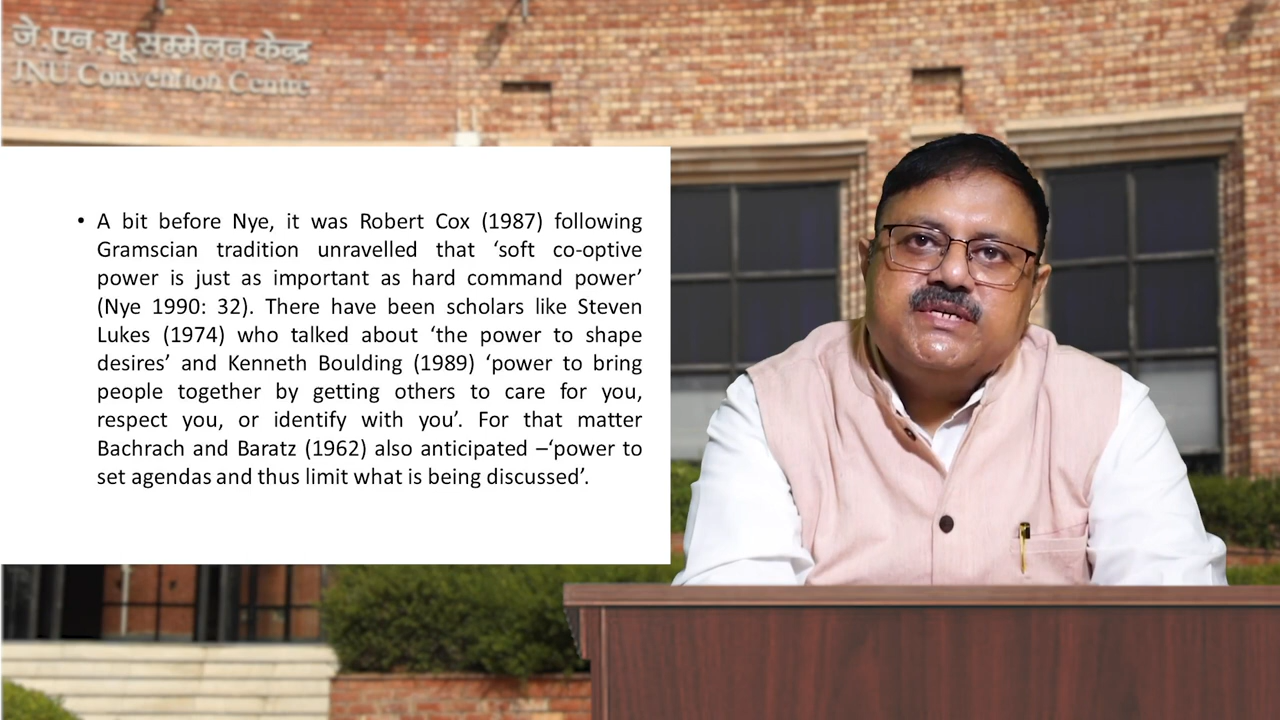 जे.एन.यू.सम्मेलन केन्द्र
JNU Convention Centre
• A bit before Nye, it was Robert Cox (1987) following
Gramscian tradition unravelled that ‘soft co-optive
power is just as important as hard command power’
(Nye 1990: 32). There have been scholars like Steven
Lukes (1974) who talked about ‘the power to shape
desires’ and Kenneth Boulding (1989) ‘power to bring
people together by getting others to care for you,
respect you, or identify with you’. For that matter
Bachrach and Baratz (1962) also anticipated –‘power to
set agendas and thus limit what is being discussed’.